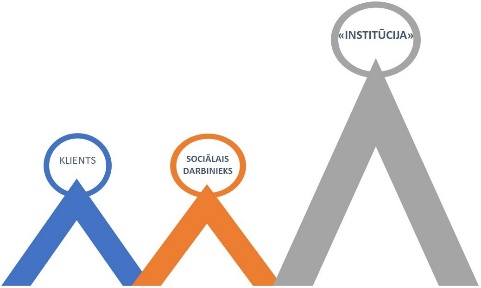 KLIENTS
SOCIĀLAIS
DARBINIEKS
«INSTITŪCIJA»